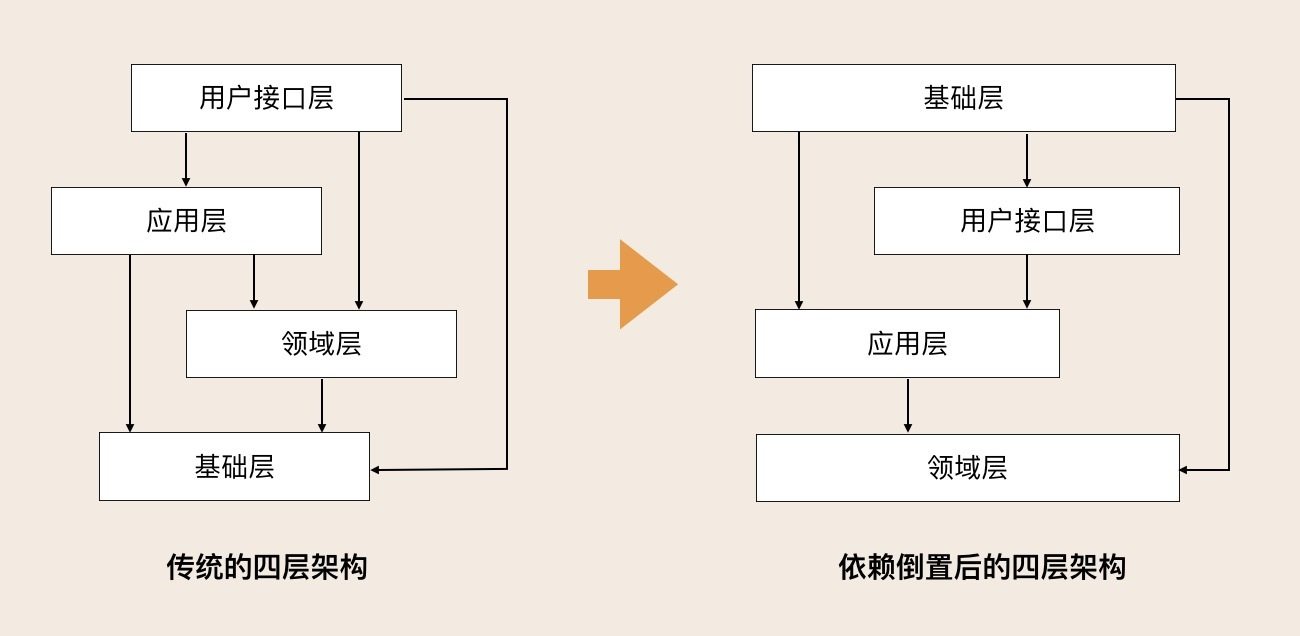 用户接口层
应用层
领域层
基础层
传统的四层架构
基础层
用户接口层
应用层
领域层
依赖倒置后的四层架构